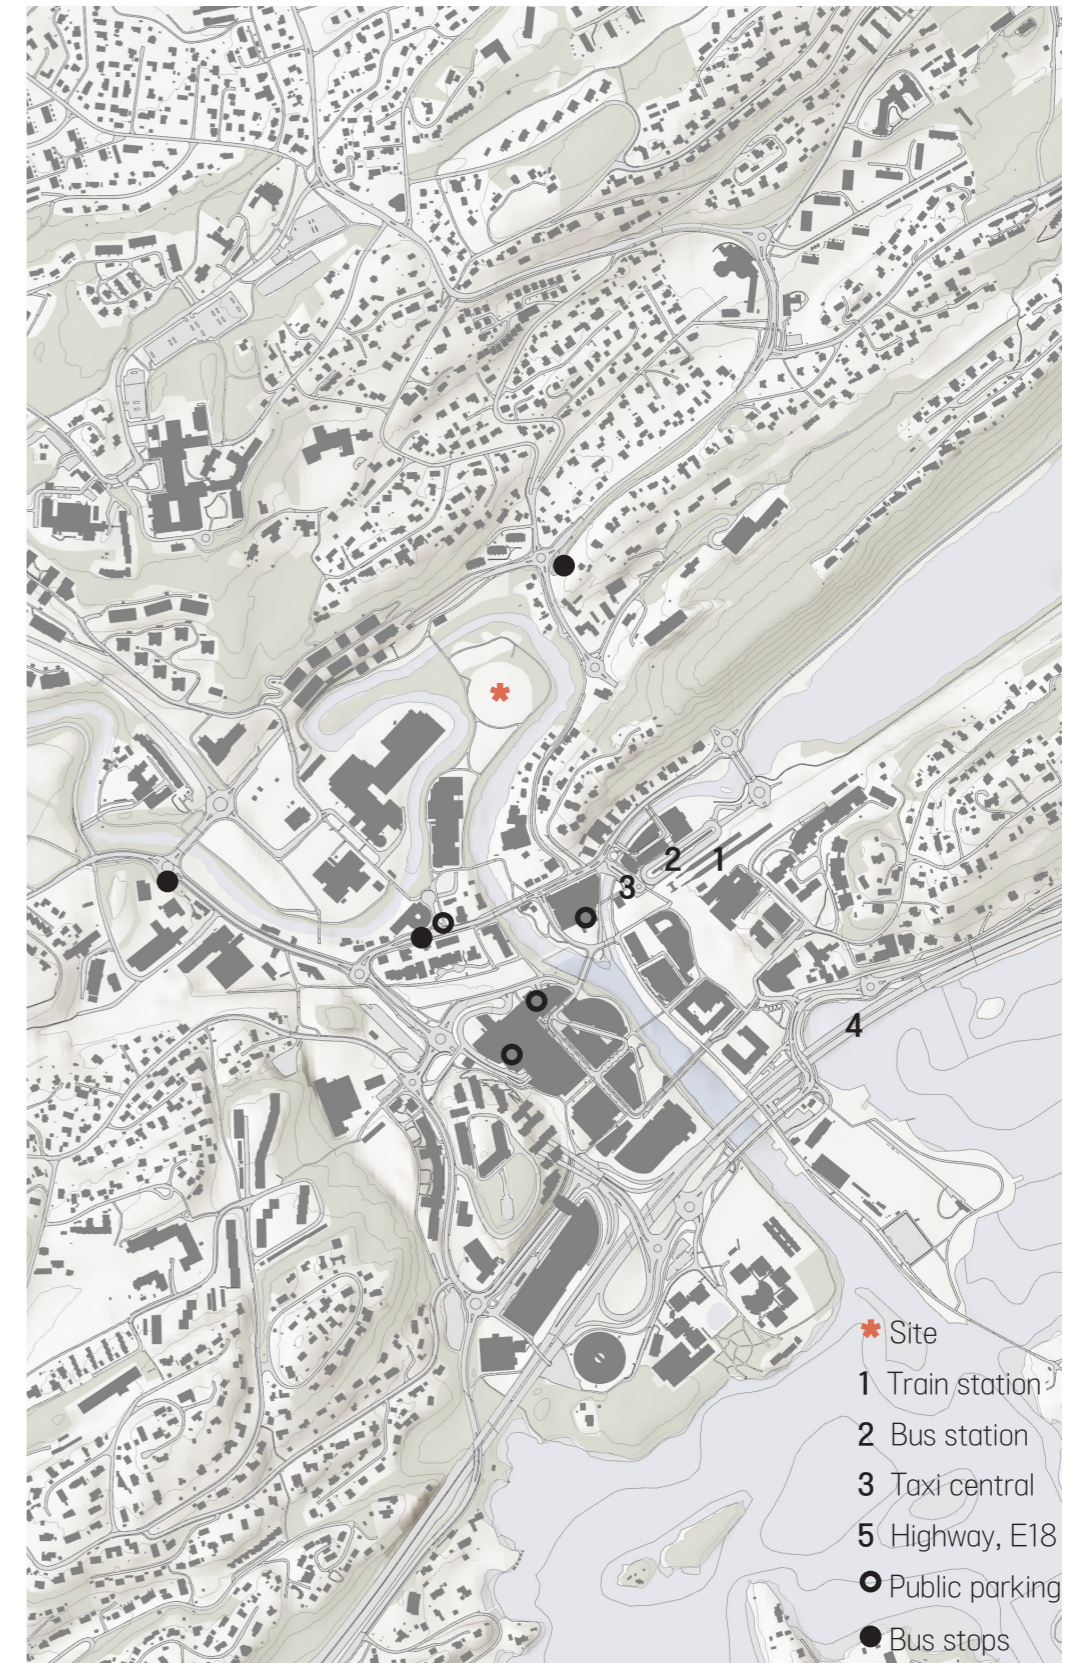 2 1
3
4
* Site
1 Train station
2 Bus station
3 Taxi central
5 Highway, E18
Public parking
Bus stops